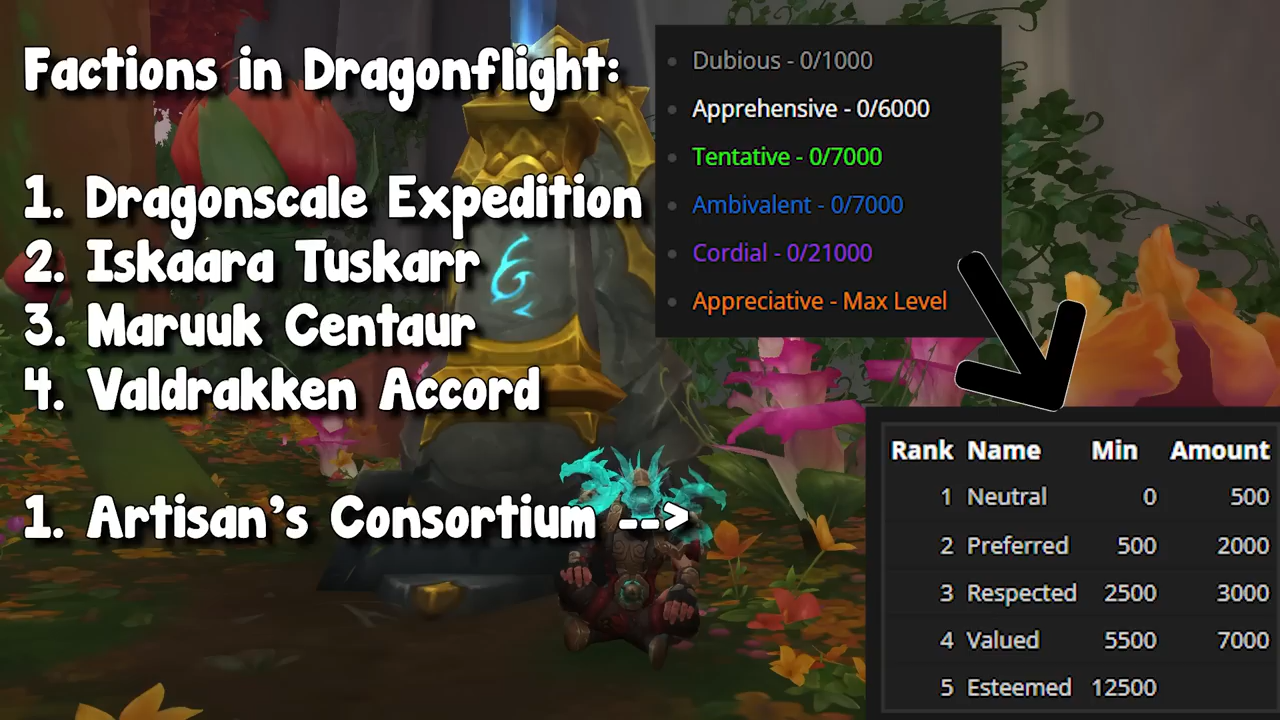 Factions in Dragonflight:
1. Dragonscale Expedition
2. Iskaara Tuskarr
3. Maruuk Centaur
4. Valdrakken Accord
1. Artisan's Consortium -->
Dubious - 0/1000
Apprehensive - 0/6000
Tentative - 0/7000
Ambivalent - 0/7000
Cordial - 0/21000
Appreciative - Max Level
Rank Name Min Amount
1 Neutral 0 500
2 Preferred 500 2000
3 Respected 2500 3000
4 Valued 5500 7000
5 Esteemed 12500